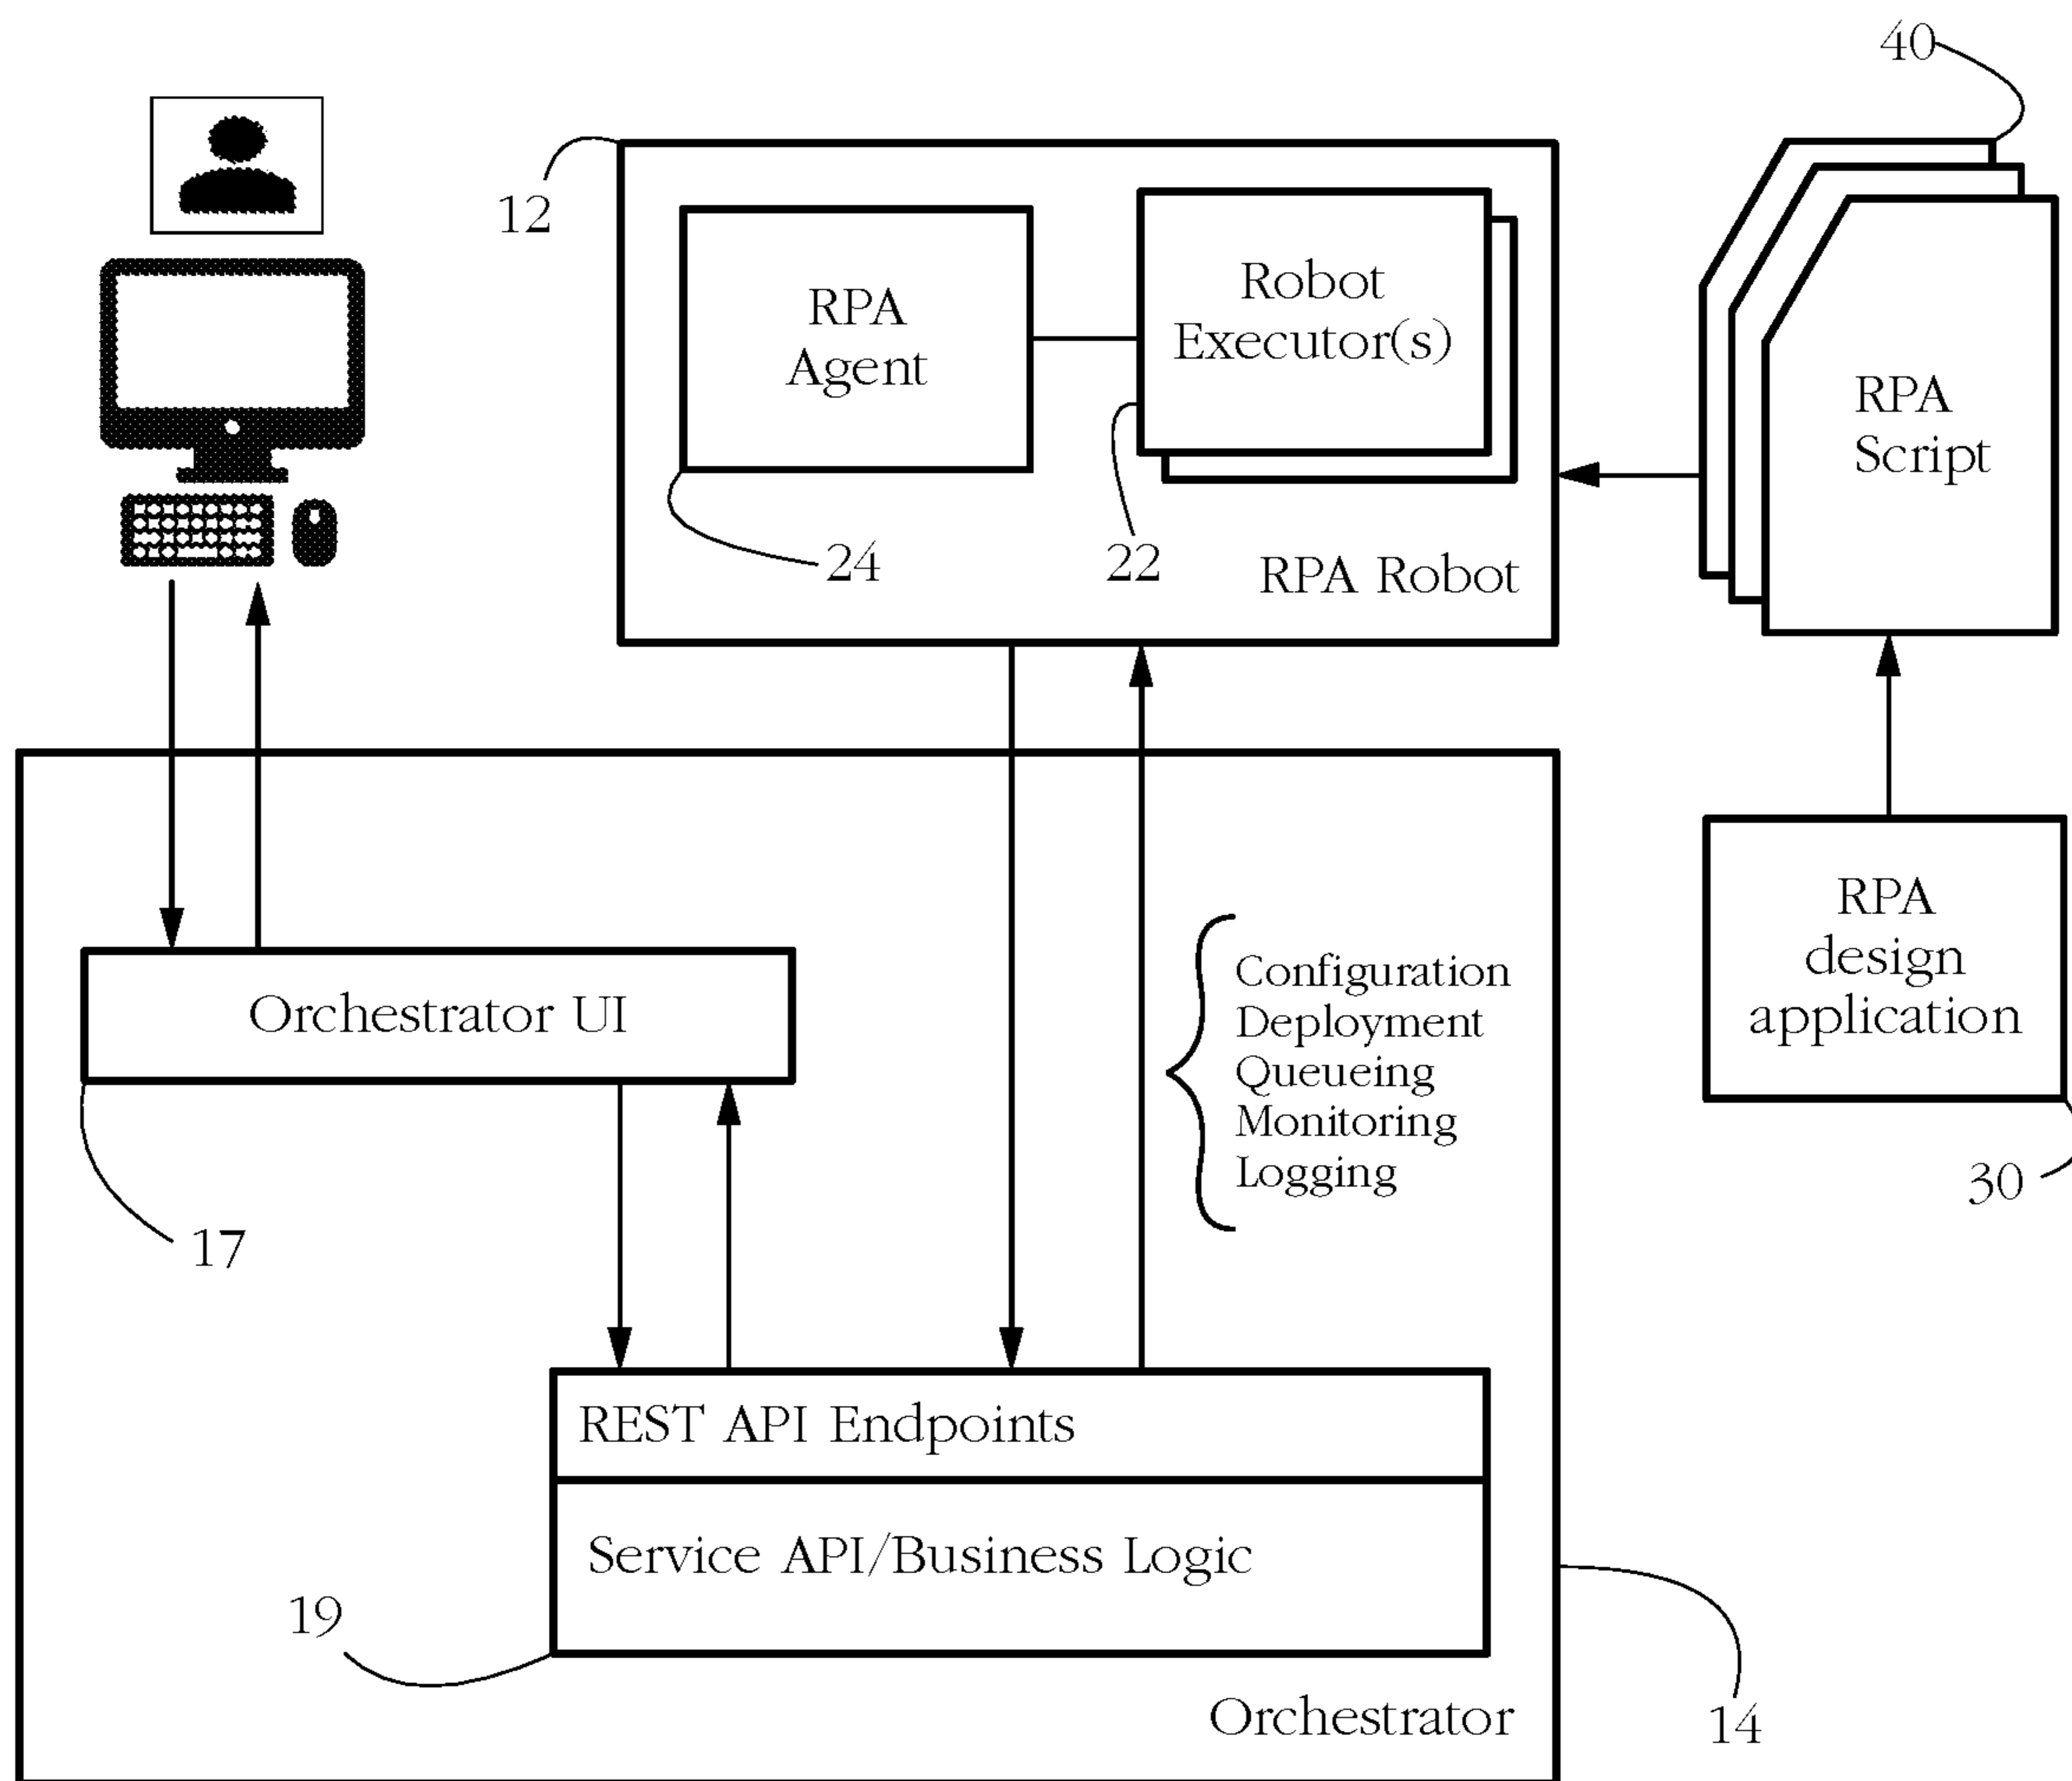 40
12
RPA
Agent
Robot
Executor(s)
RPA
Script
24
22
RPA Robot
RPA
design
application
Orchestrator UI
Configuration
Deployment
Queueing
Monitoring
Logging
30
17
REST API Endpoints
Service API/Business Logic
19
Orchestrator
14